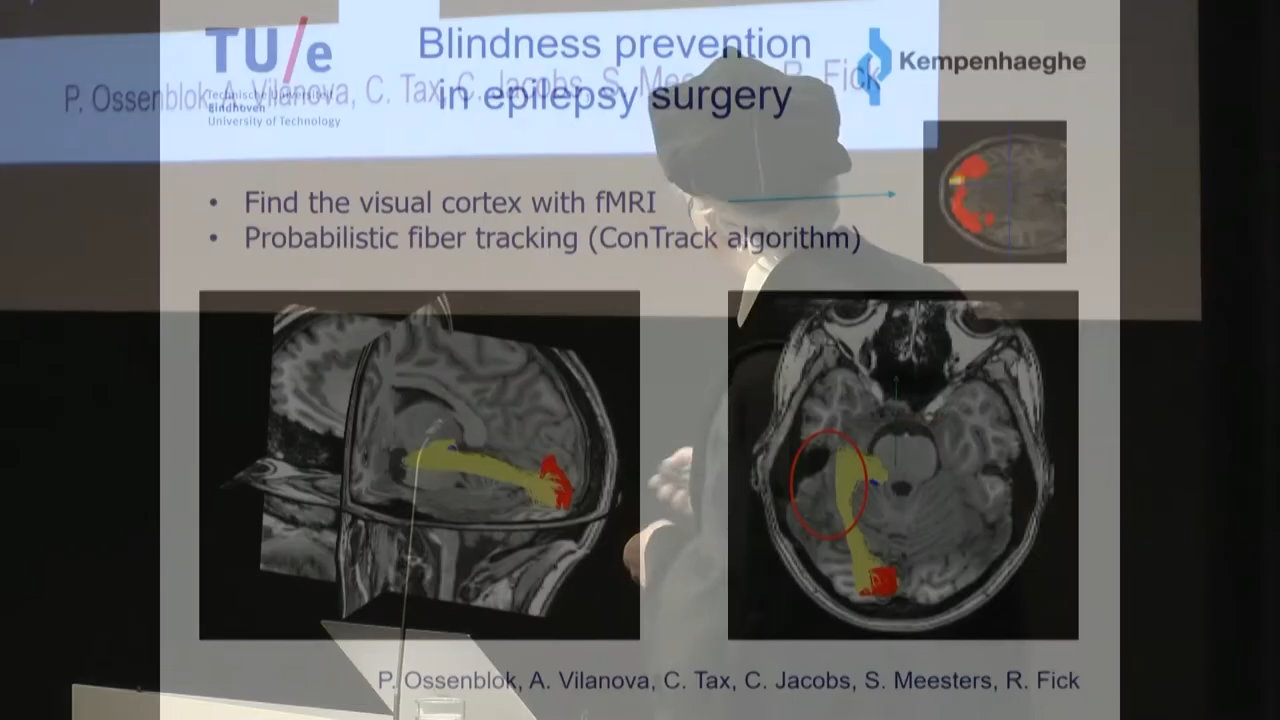 TU/e
Technische Universiteit
Eindhoven
University of Technology
Blindness prevention
in epilepsy surgery
Kempenhaeghe
P. Ossenblok, A. Vilanova, C. Tax, C. Jacobs, S. Meesters, R. Fick
• Find the visual cortex with fMRI
• Probabilistic fiber tracking (ConTrack algorithm)
P. Ossenblok, A. Vilanova, C. Tax, C. Jacobs, S. Meesters, R. Fick